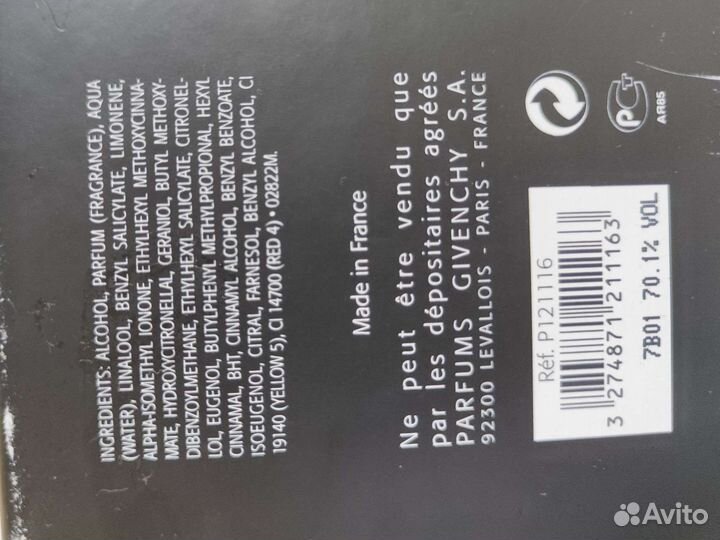 INGREDIENTS: ALCOHOL, PARFUM (FRAGRANCE), AQUA
(WATER), LINALOOL, BENZYL SALICYLATE, LIMONENE,
ALPHA-ISOMETHYL IONONE, ETHYLHEXYL METHOXYCINNA-
MATE, HYDROXYCITRONELLAL, GERANIOL, BUTYL METHOXY-
DIBENZOYLMETHANE, ETHYLHEXYL SALICYLATE, CITRONEL-
LOL, EUGENOL, BUTYLPHENYL METHYLPROPIONAL, HEXYL
CINNAMAL, BHT, CINNAMYL ALCOHOL, BENZYL BENZOATE,
ISOEUGENOL, CITRAL, FARNESOL, BENZYL ALCOHOL, CI
19140 (YELLOW 5), CI 14700 (RED 4) • 02822M.
Made in France
Ne peut être vendu que
par les dépositaires agréés
PARFUMS GIVENCHY S.A.
92300 LEVALLOIS - PARIS - FRANCE
РСТ
АЯ85
Réf. P121116
3 274871 211163
7B01 70.1% VOL
Avito